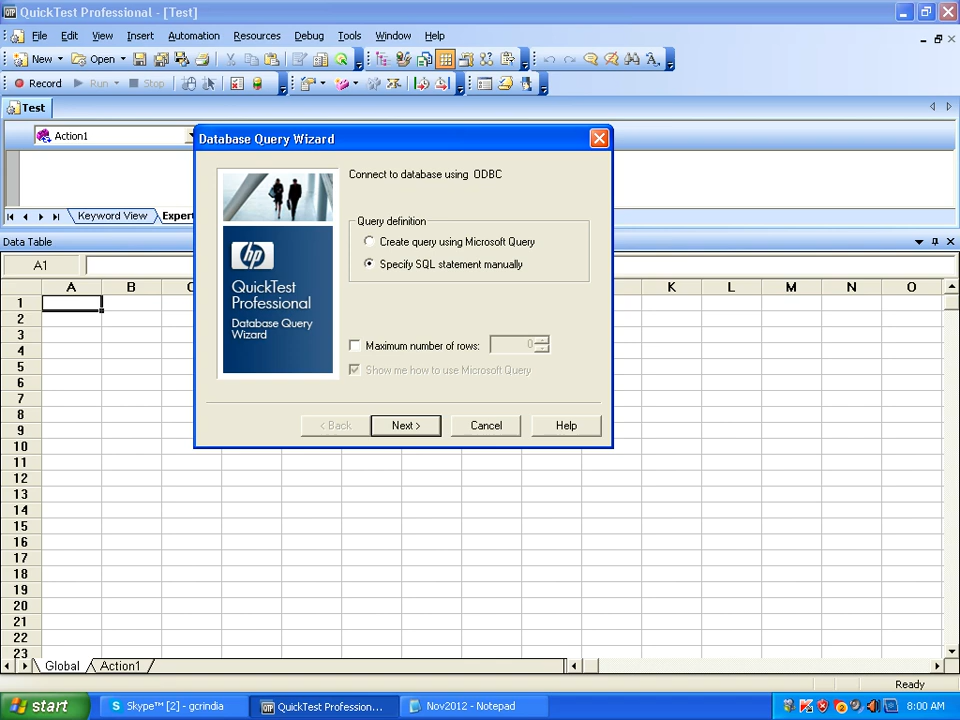 QuickTest Professional - [Test]
File Edit View Insert Automation Resources Debug Tools Window Help
New Open
Record Run Stop
Test
Action1
Database Query Wizard
Connect to database using ODBC
Query definition
Create query using Microsoft Query
Specify SQL statement manually
hp
QuickTest
Professional
Database Query
Wizard
Maximum number of rows: 0
Show me how to use Microsoft Query
< Back Next > Cancel Help
Keyword View Expert
Data Table
A1
A B C K L M N O
1
2
3
4
5
6
7
8
9
10
11
12
13
14
15
16
17
18
19
20
21
22
23
Global Action1
Ready
start Skype™ [2] - gcrindia QuickTest Profession... Nov2012 - Notepad 8:00 AM